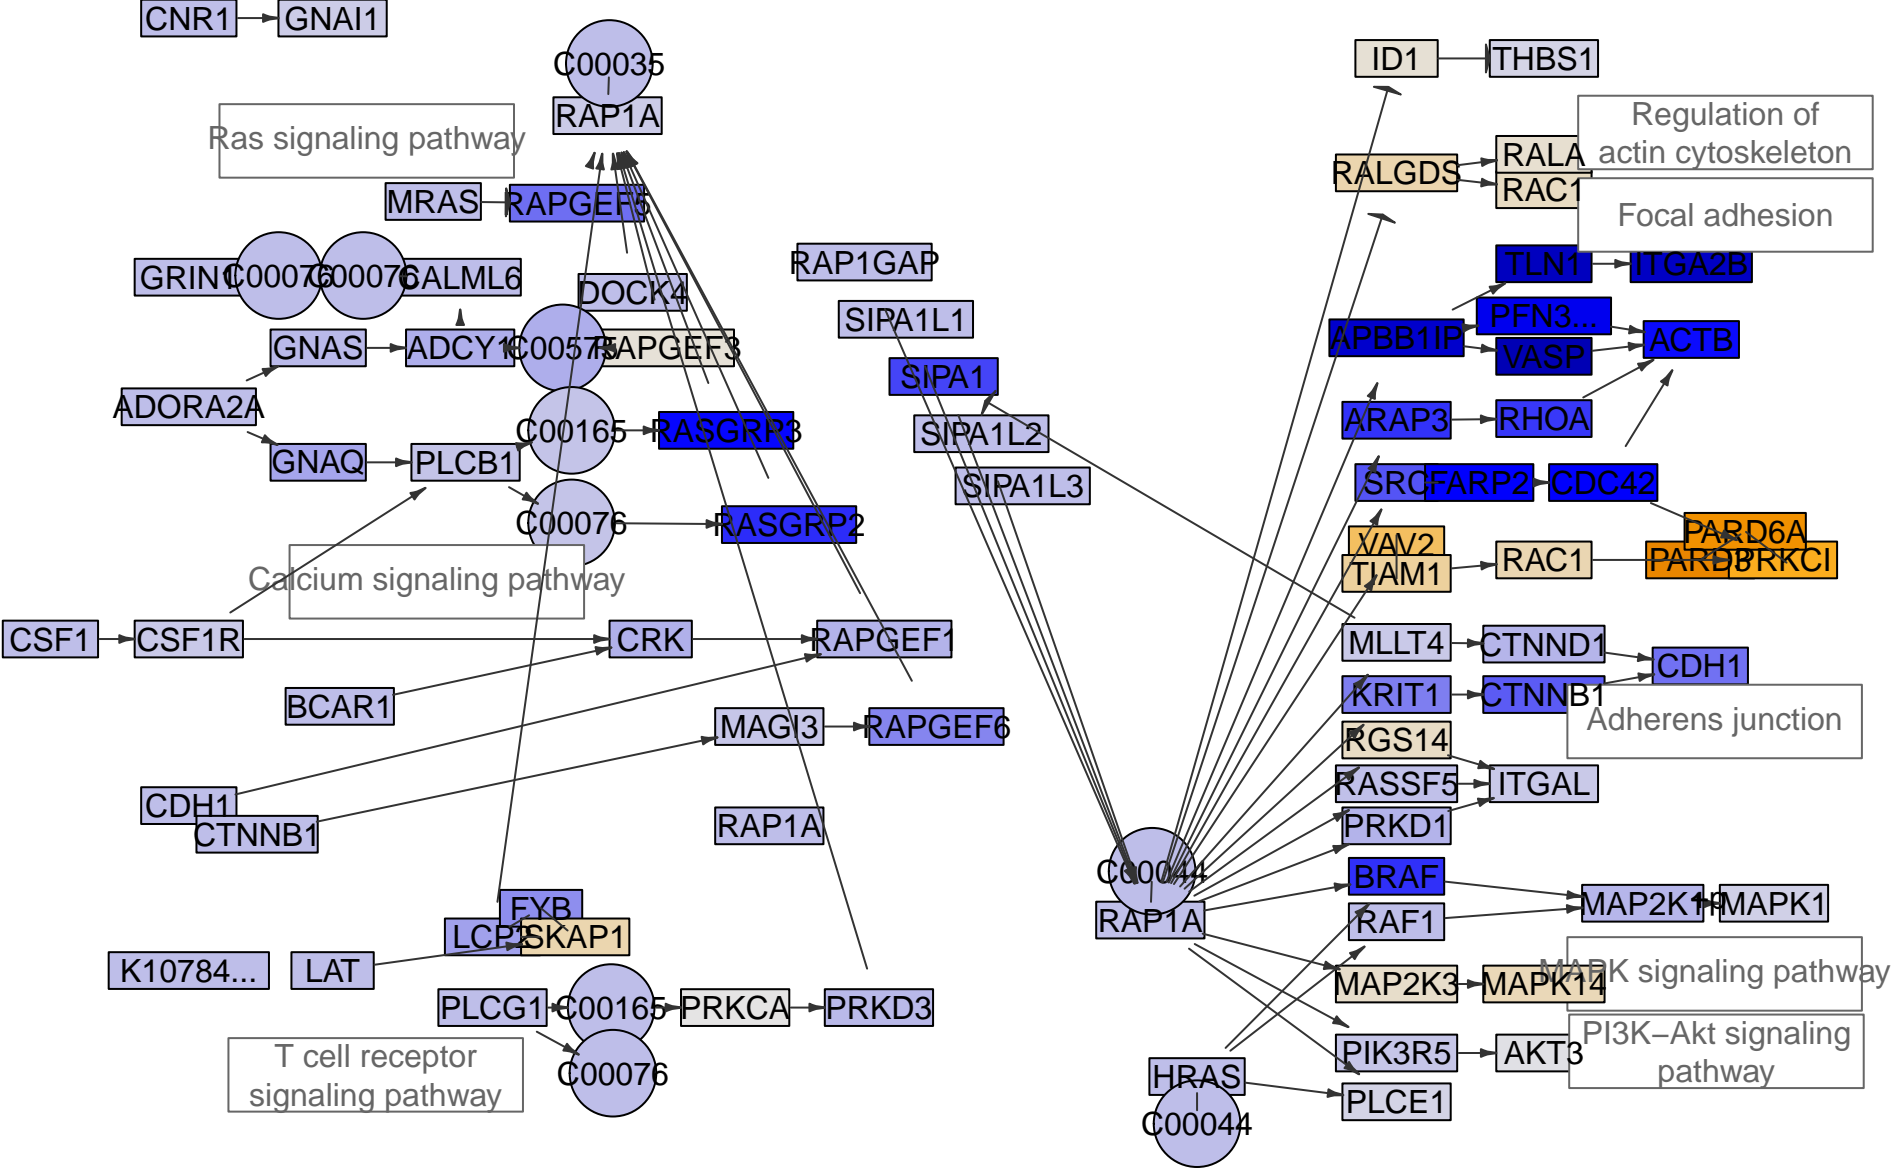 CNR1
GNAI1
C00035
RAP1A
Ras signaling pathway
MRAS
RAPGEF5
GRIN1
C00076
C00076
CALML6
DOCK4
GNAS
ADCY1
C00575
RAPGEF3
ADORA2A
GNAQ
PLCB1
C00165
RASGRP3
C00076
RASGRP2
Calcium signaling pathway
CSF1
CSF1R
CRK
RAPGEF1
BCAR1
MAGI3
RAPGEF6
CDH1
CTNNB1
RAP1A
FYB
LCP2
SKAP1
K10784...
LAT
PLCG1
C00165
PRKCA
PRKD3
C00076
T cell receptor
signaling pathway
RAP1GAP
SIPA1L1
SIPA1
SIPA1L2
SIPA1L3
C00044
RAP1A
HRAS
C00044
ID1
THBS1
Regulation of
actin cytoskeleton
RALGDS
RALA
RAC1
Focal adhesion
TLN1
ITGA2B
APBB1IP
PFN3...
VASP
ACTB
ARAP3
RHOA
SRC
FARP2
CDC42
VAV2
TIAM1
RAC1
PARD6A
PARD3
PRKCI
MLLT4
CTNND1
CDH1
KRIT1
CTNNB1
Adherens junction
RGS14
RASSF5
ITGAL
PRKD1
BRAF
RAF1
MAP2K1
+p
MAPK1
MAPK signaling pathway
MAP2K3
MAPK14
PIK3R5
AKT3
PI3K−Akt signaling
pathway
PLCE1